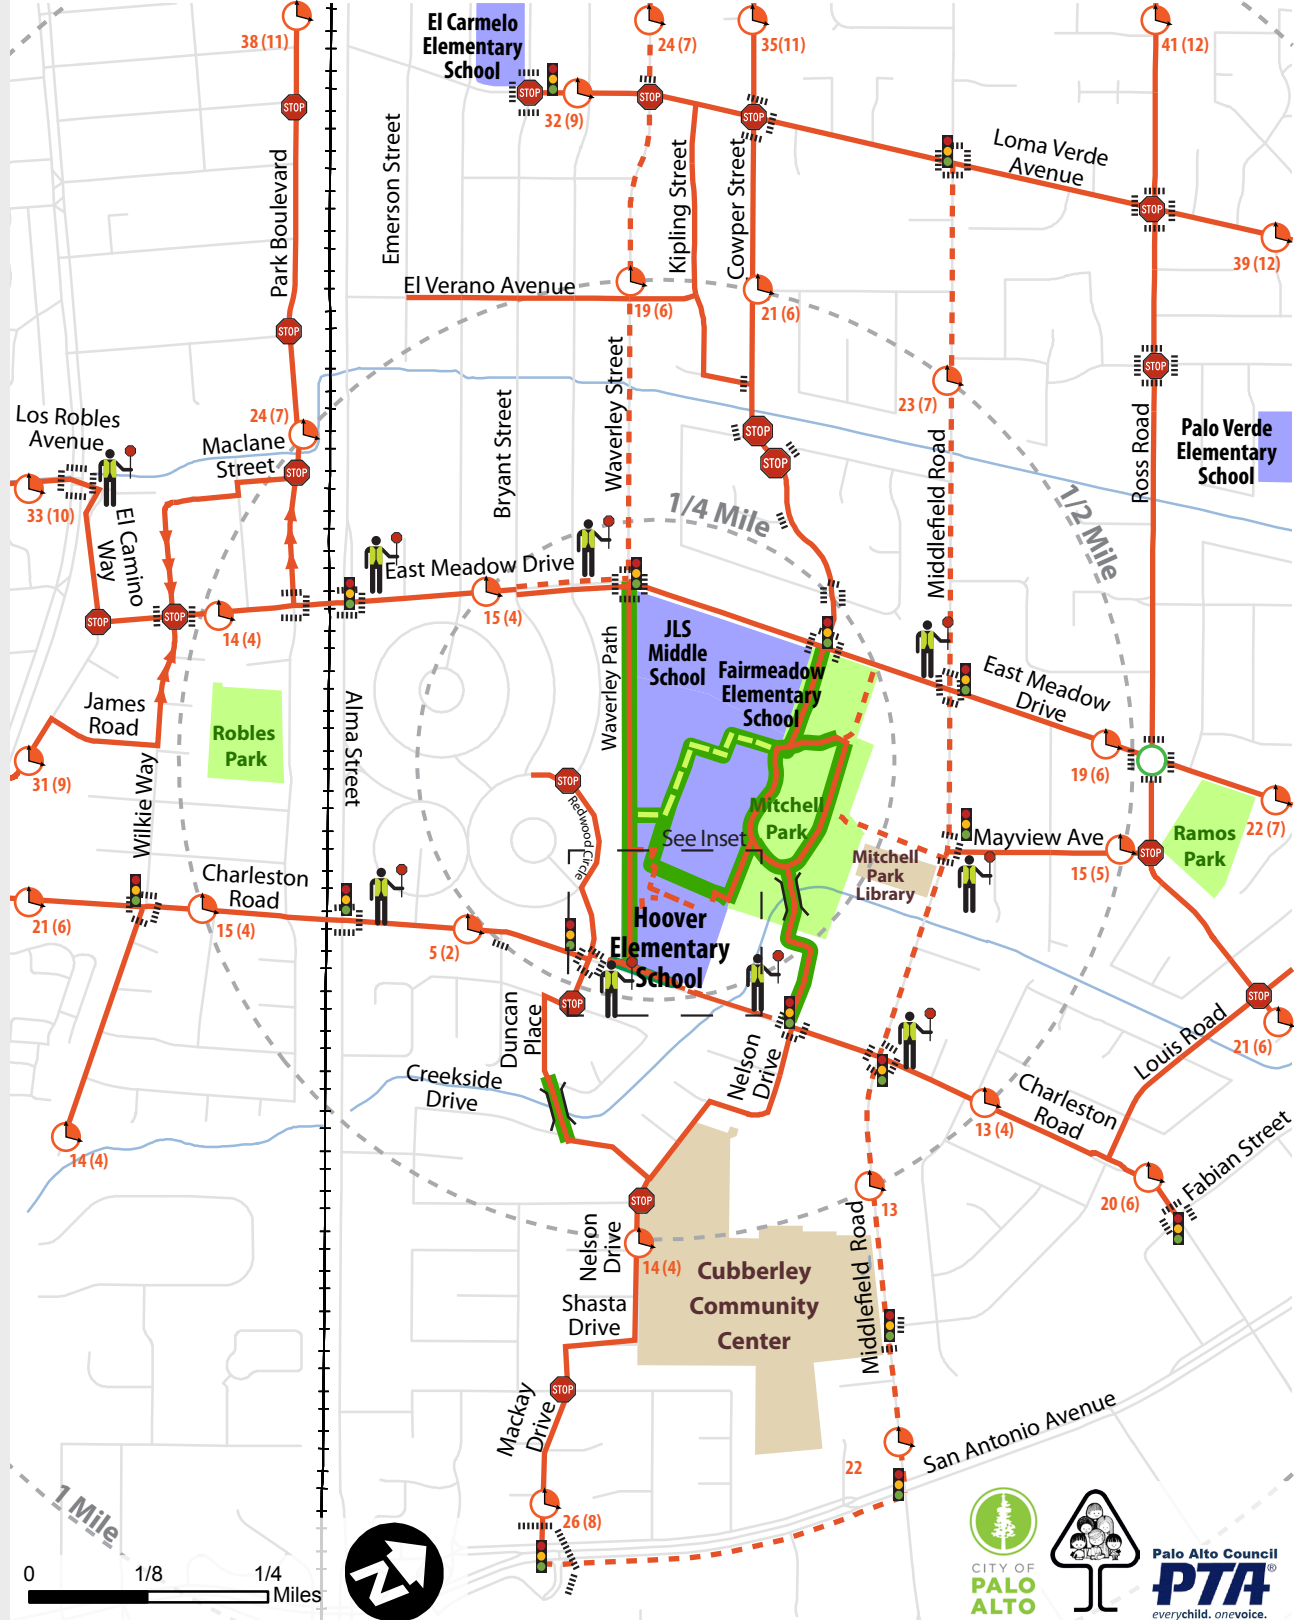 38 (11)
El Carmelo
Elementary
School
24 (7)
35(11)
41 (12)
STOP
STOP
STOP
STOP
32 (9)
STOP
Loma Verde
Avenue
STOP
39 (12)
Park Boulevard
Emerson Street
Kipling Street
Cowper Street
El Verano Avenue
19 (6)
21 (6)
STOP
STOP
23 (7)
Los Robles
Avenue
24 (7)
Maclane
Street
STOP
33 (10)
El Camino
Way
Bryant Street
Waverley Street
STOP
STOP
1/4 Mile
Middlefield Road
1/2 Mile
Ross Road
Palo Verde
Elementary
School
East Meadow Drive
15 (4)
STOP
STOP
14 (4)
JLS
Middle
School
Fairmeadow
Elementary
School
Waverley Path
East Meadow
Drive
19 (6)
22 (7)
James
Road
31 (9)
Robles
Park
Alma Street
Wilkie Way
STOP
Redwood Circle
Mitchell
Park
See Inset
Mitchell
Park
Library
Mayview Ave
15 (5)
STOP
Ramos
Park
Charleston
Road
21 (6)
15 (4)
5 (2)
Hoover
Elementary
School
STOP
Duncan
Place
Creekside
Drive
Nelson
Drive
STOP
21 (6)
Louis Road
Charleston
Road
13 (4)
14 (4)
20 (6)
Fabian Street
STOP
Nelson
Drive
14 (4)
13
Middlefield Road
Cubberley
Community
Center
Shasta
Drive
STOP
Mackay
Drive
22
San Antonio Avenue
26 (8)
1 Mile
0 1/8 1/4
Miles
N
CITY OF
PALO
ALTO
Palo Alto Council
PTA®
everychild. onevoice.